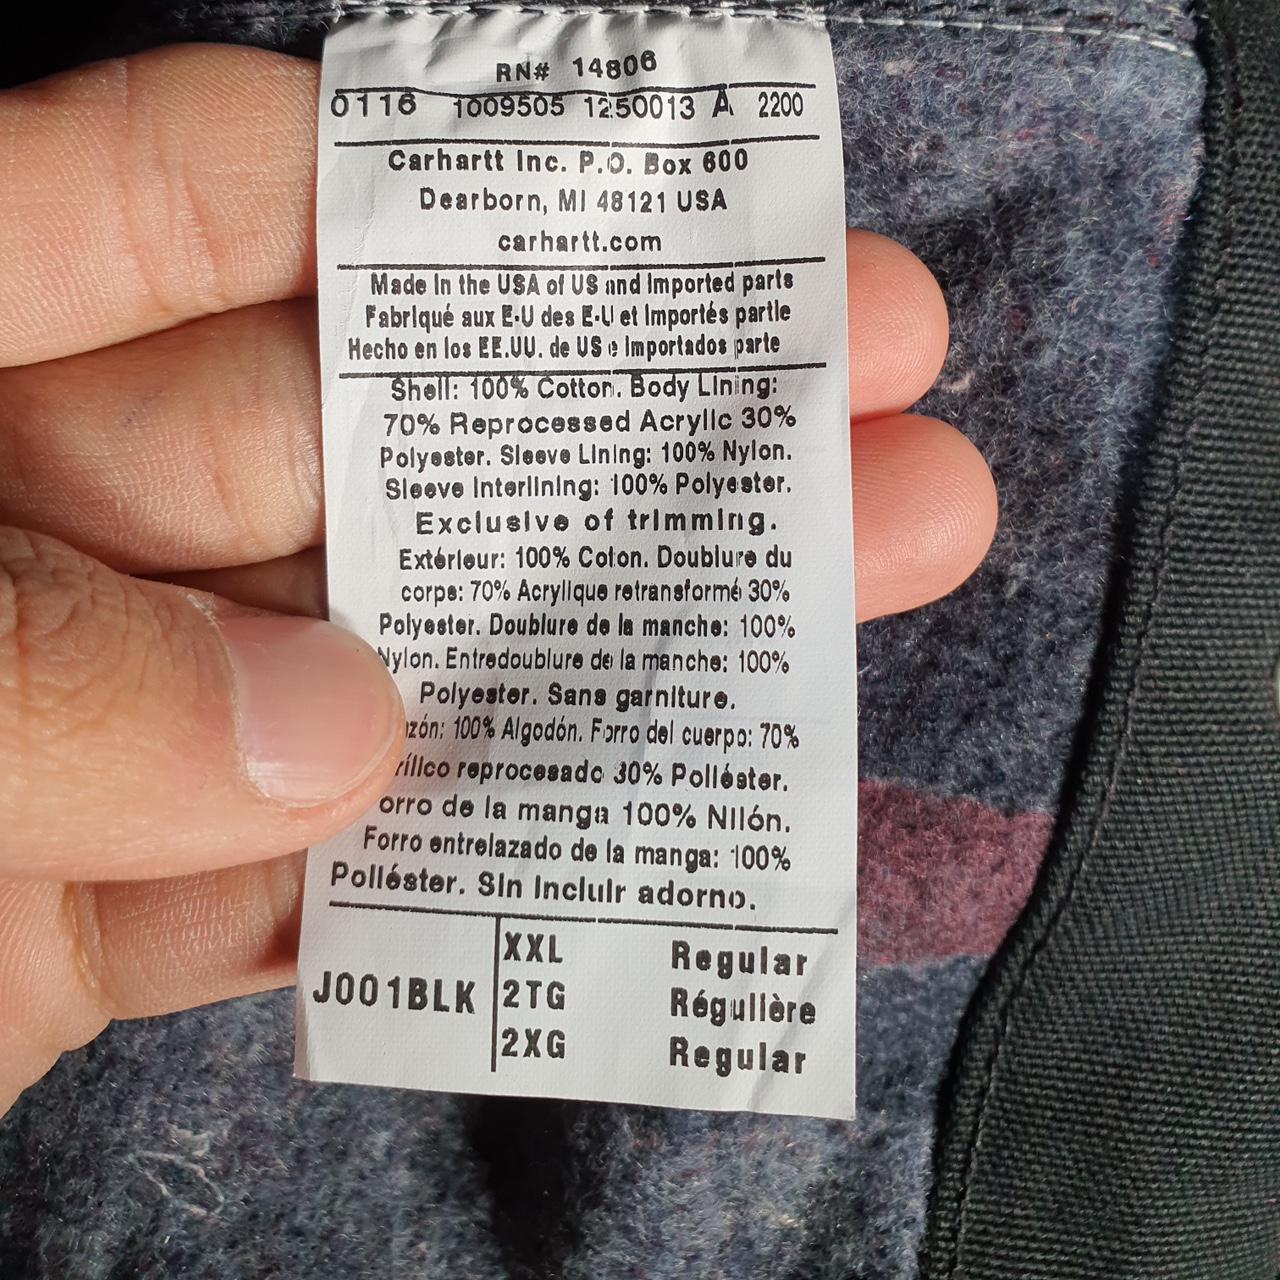 RN# 14806
0116 1009505 1250013 A 2200
Carhartt Inc. P.O. Box 600
Dearborn, MI 48121 USA
carhartt.com
Made in the USA of US and Imported parts
Fabriqué aux E-U des E-U et Importés partie
Hecho en los EE.UU. de US e Importados parte
Shell: 100% Cotton. Body Lining:
70% Reprocessed Acrylic 30%
Polyester. Sleeve Lining: 100% Nylon.
Sleeve Interlining: 100% Polyester.
Exclusive of trimming.
Extérieur: 100% Coton. Doublure du
corps: 70% Acrylique retransformé 30%
Polyester. Doublure de la manche: 100%
Nylon. Entredoublure de la manche: 100%
Polyester. Sans garniture.
100% Algodón. Forro del cuerpo: 70%
reprocesado 30% Poliéster.
de la manga 100% Nilón.
Forro entrelazado de la manga: 100%
Poliéster. Sin incluir adorno.
J001BLK
XXL Regular
2TG Régulière
2XG Regular